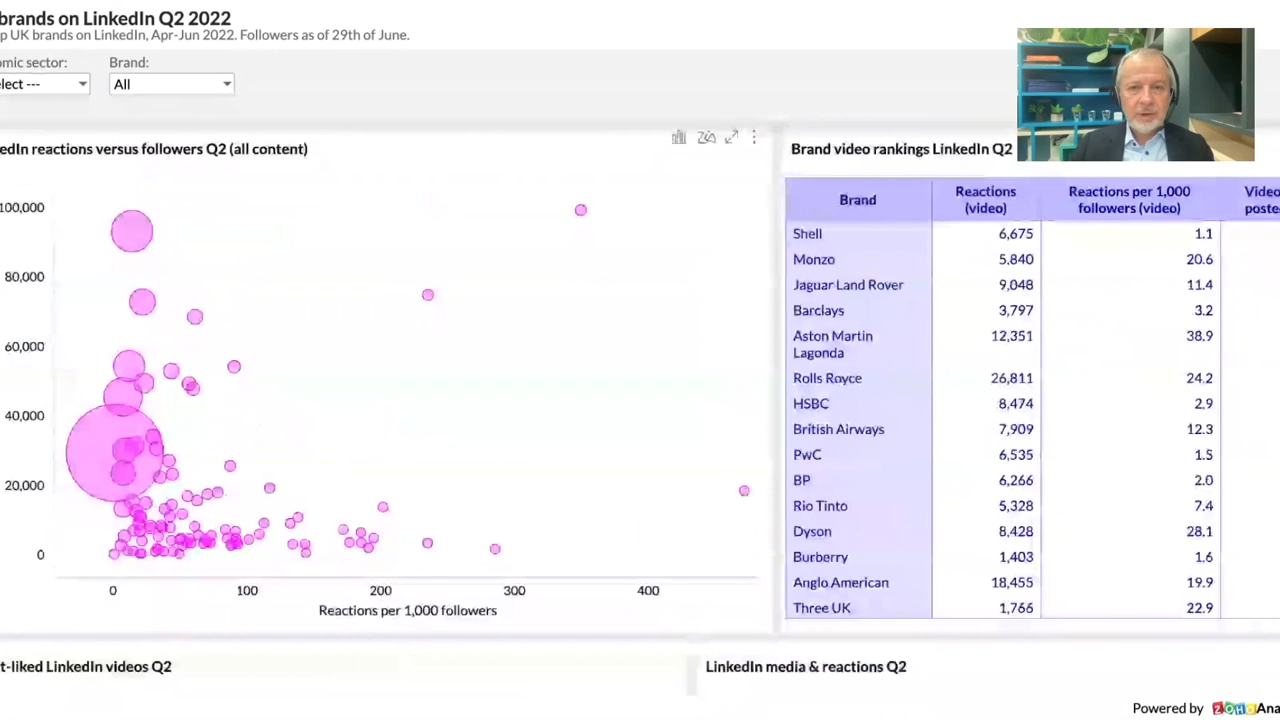 brands on LinkedIn Q2 2022
p UK brands on LinkedIn, Apr-Jun 2022. Followers as of 29th of June.
omic sector:
Brand:
elect ---
All
edIn reactions versus followers Q2 (all content)
100,000
80,000
60,000
40,000
20,000
0
0
100
200
300
400
Reactions per 1,000 followers
Brand video rankings LinkedIn Q2
Brand
Reactions (video)
Reactions per 1,000 followers (video)
Video
poste
Shell 6,675 1.1
Monzo 5,840 20.6
Jaguar Land Rover 9,048 11.4
Barclays 3,797 3.2
Aston Martin Lagonda 12,351 38.9
Rolls Royce 26,811 24.2
HSBC 8,474 2.9
British Airways 7,909 12.3
PwC 6,535 1.5
BP 6,266 2.0
Rio Tinto 5,328 7.4
Dyson 8,428 28.1
Burberry 1,403 1.6
Anglo American 18,455 19.9
Three UK 1,766 22.9
t-liked LinkedIn videos Q2
LinkedIn media & reactions Q2
Powered by ZOHO Ana